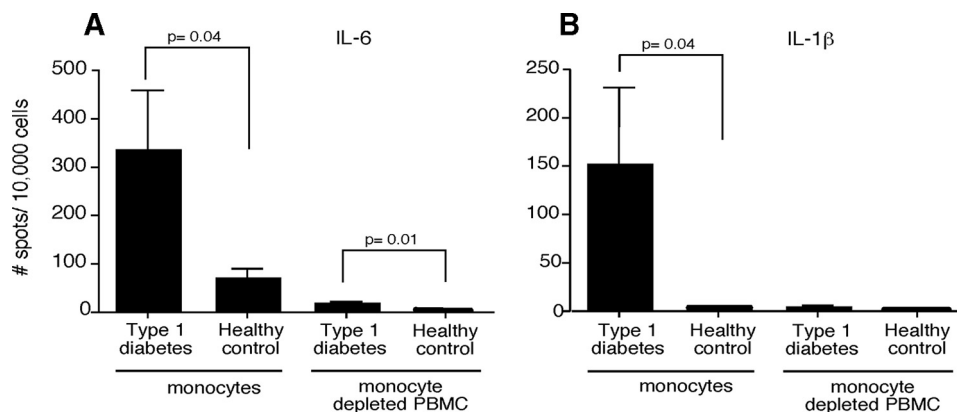 A
IL-6
p= 0.04
500
400
300
200
100
0
# spots/ 10,000 cells
p= 0.01
Type 1
diabetes
Healthy
control
Type 1
diabetes
Healthy
control
monocytes
monocyte
depleted PBMC
B
IL-1β
p= 0.04
250
200
150
100
50
0
Type 1
diabetes
Healthy
control
Type 1
diabetes
Healthy
control
monocytes
monocyte
depleted PBMC